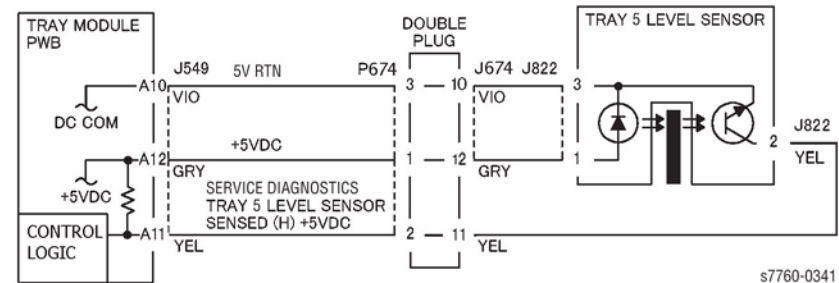 TRAY MODULE
PWB
DOUBLE
PLUG
TRAY 5 LEVEL SENSOR
J549 5V RTN P674 J674 J822
A10 3 10 3
VIO VIO
DC COM
+5VDC
A12 1 12 1
GRY GRY
+5VDC
SERVICE DIAGNOSTICS
TRAY 5 LEVEL SENSOR
SENSED (H) +5VDC
CONTROL
LOGIC
A11 2 11
YEL YEL
2 J822
YEL
s7760-0341